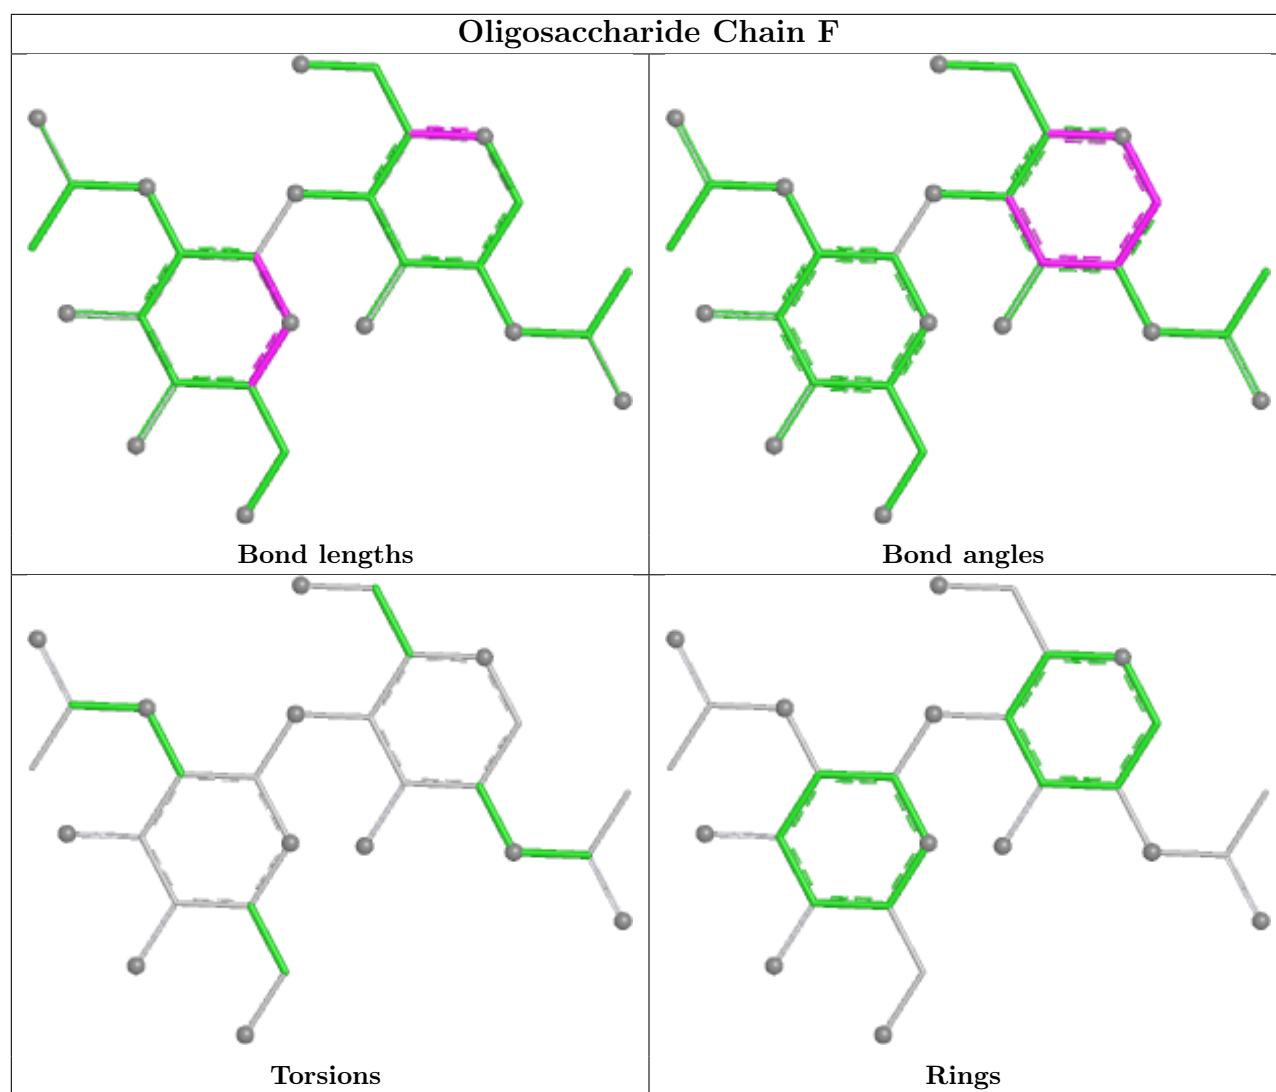 Oligosaccharide Chain F
Bond lengths
Bond angles
Torsions
Rings